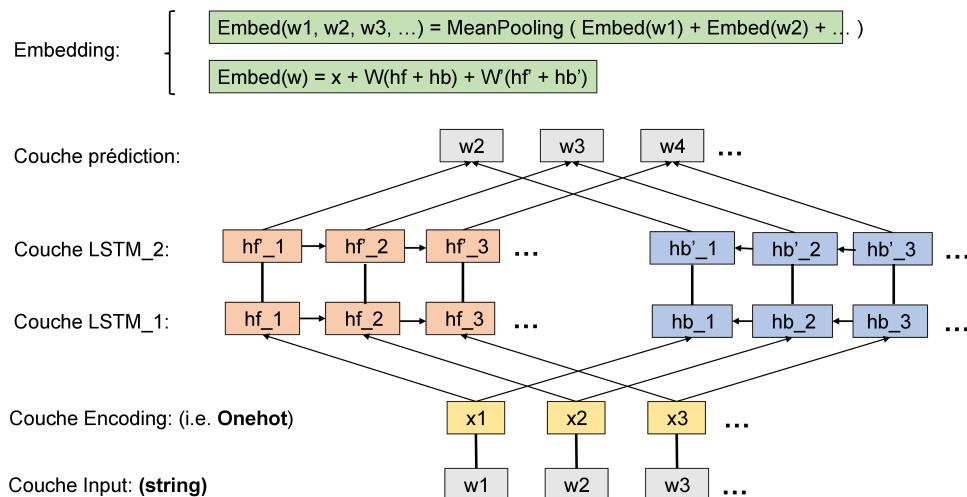 Embedding:
Embed(w1, w2, w3, …) = MeanPooling ( Embed(w1) + Embed(w2) + … )
Embed(w) = x + W(hf + hb) + W'(hf' + hb’)
Couche prédiction: w2 w3 w4 ...
Couche LSTM_2: hf'_1 hf'_2 hf'_3 ... hb'_1 hb'_2 hb'_3 ...
Couche LSTM_1: hf_1 hf_2 hf_3 ... hb_1 hb_2 hb_3 ...
Couche Encoding: (i.e. Onehot) x1 x2 x3 ...
Couche Input: (string) w1 w2 w3 ...